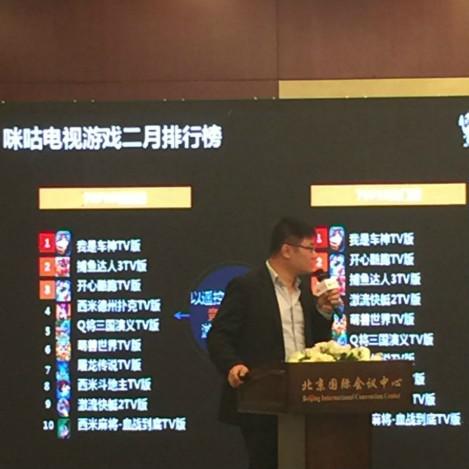 咪咕电视游戏二月排行榜
1 我是车神TV版
2 捕鱼达人3TV版
3 开心酷跑TV版
4 西米德州扑克TV版
5 Q将三国演义TV版
6 萌兽世界TV版
7 雕龙传说TV版
8 西米斗地主TV版
9 激流快艇2TV版
10 西米麻将-血战到底TV版
以遥控
1 我是车神TV版
2 开心酷跑TV版
3 捕鱼达人3TV版
激流快艇2TV版
萌兽世界TV版
Q将三国演义TV版
TV版
版
V版
麻将-血战到底TV版
北京国际会议中心
Beijing International Convention Center